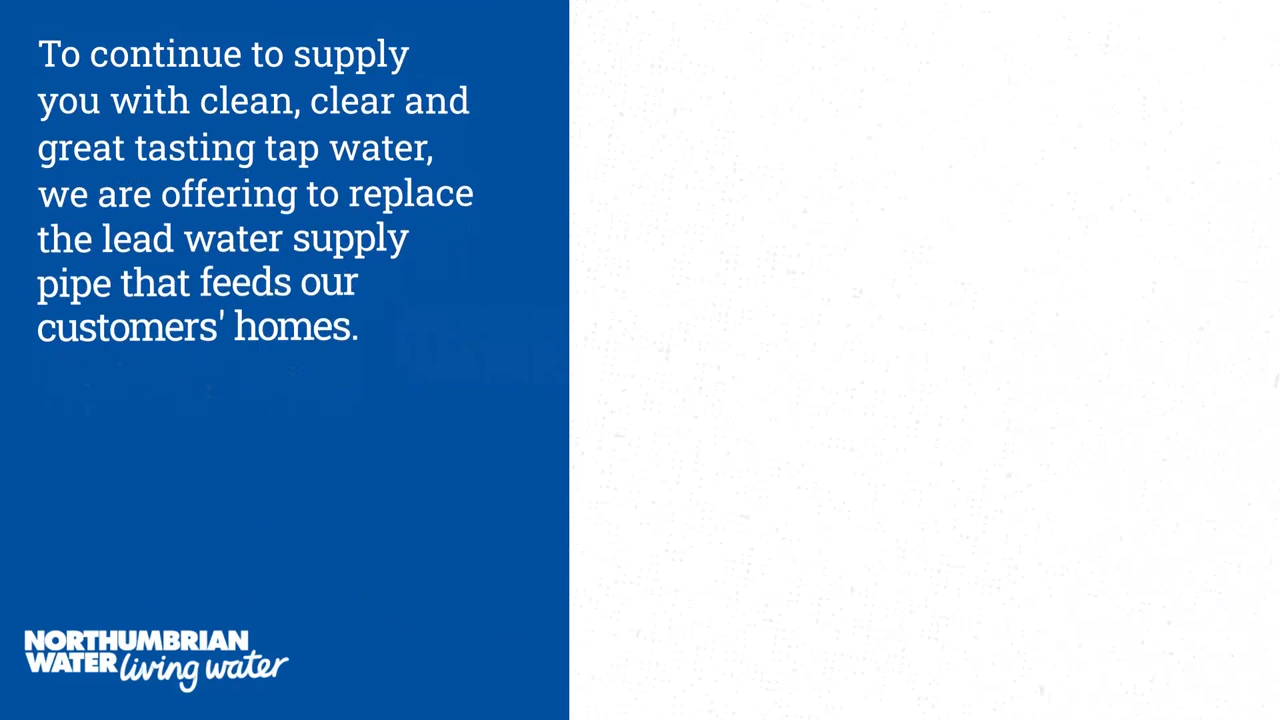 To continue to supply
you with clean, clear and
great tasting tap water,
we are offering to replace
the lead water supply
pipe that feeds our
customers' homes.
NORTHUMBRIAN
WATER living water